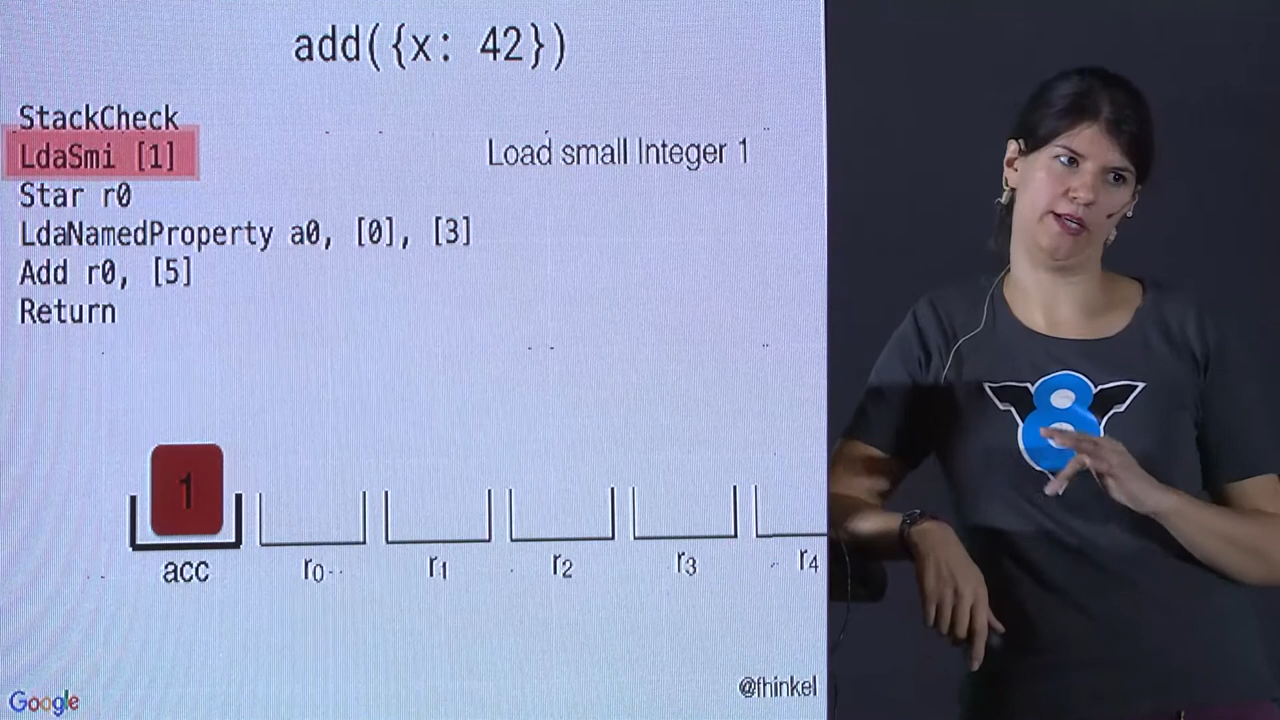 add({x: 42})
StackCheck
LdaSmi [1]
Load small Integer 1
Star r0
LdaNamedProperty a0, [0], [3]
Add r0, [5]
Return
1
acc
r0
r1
r2
r3
r4
8
@fhinkel
Google